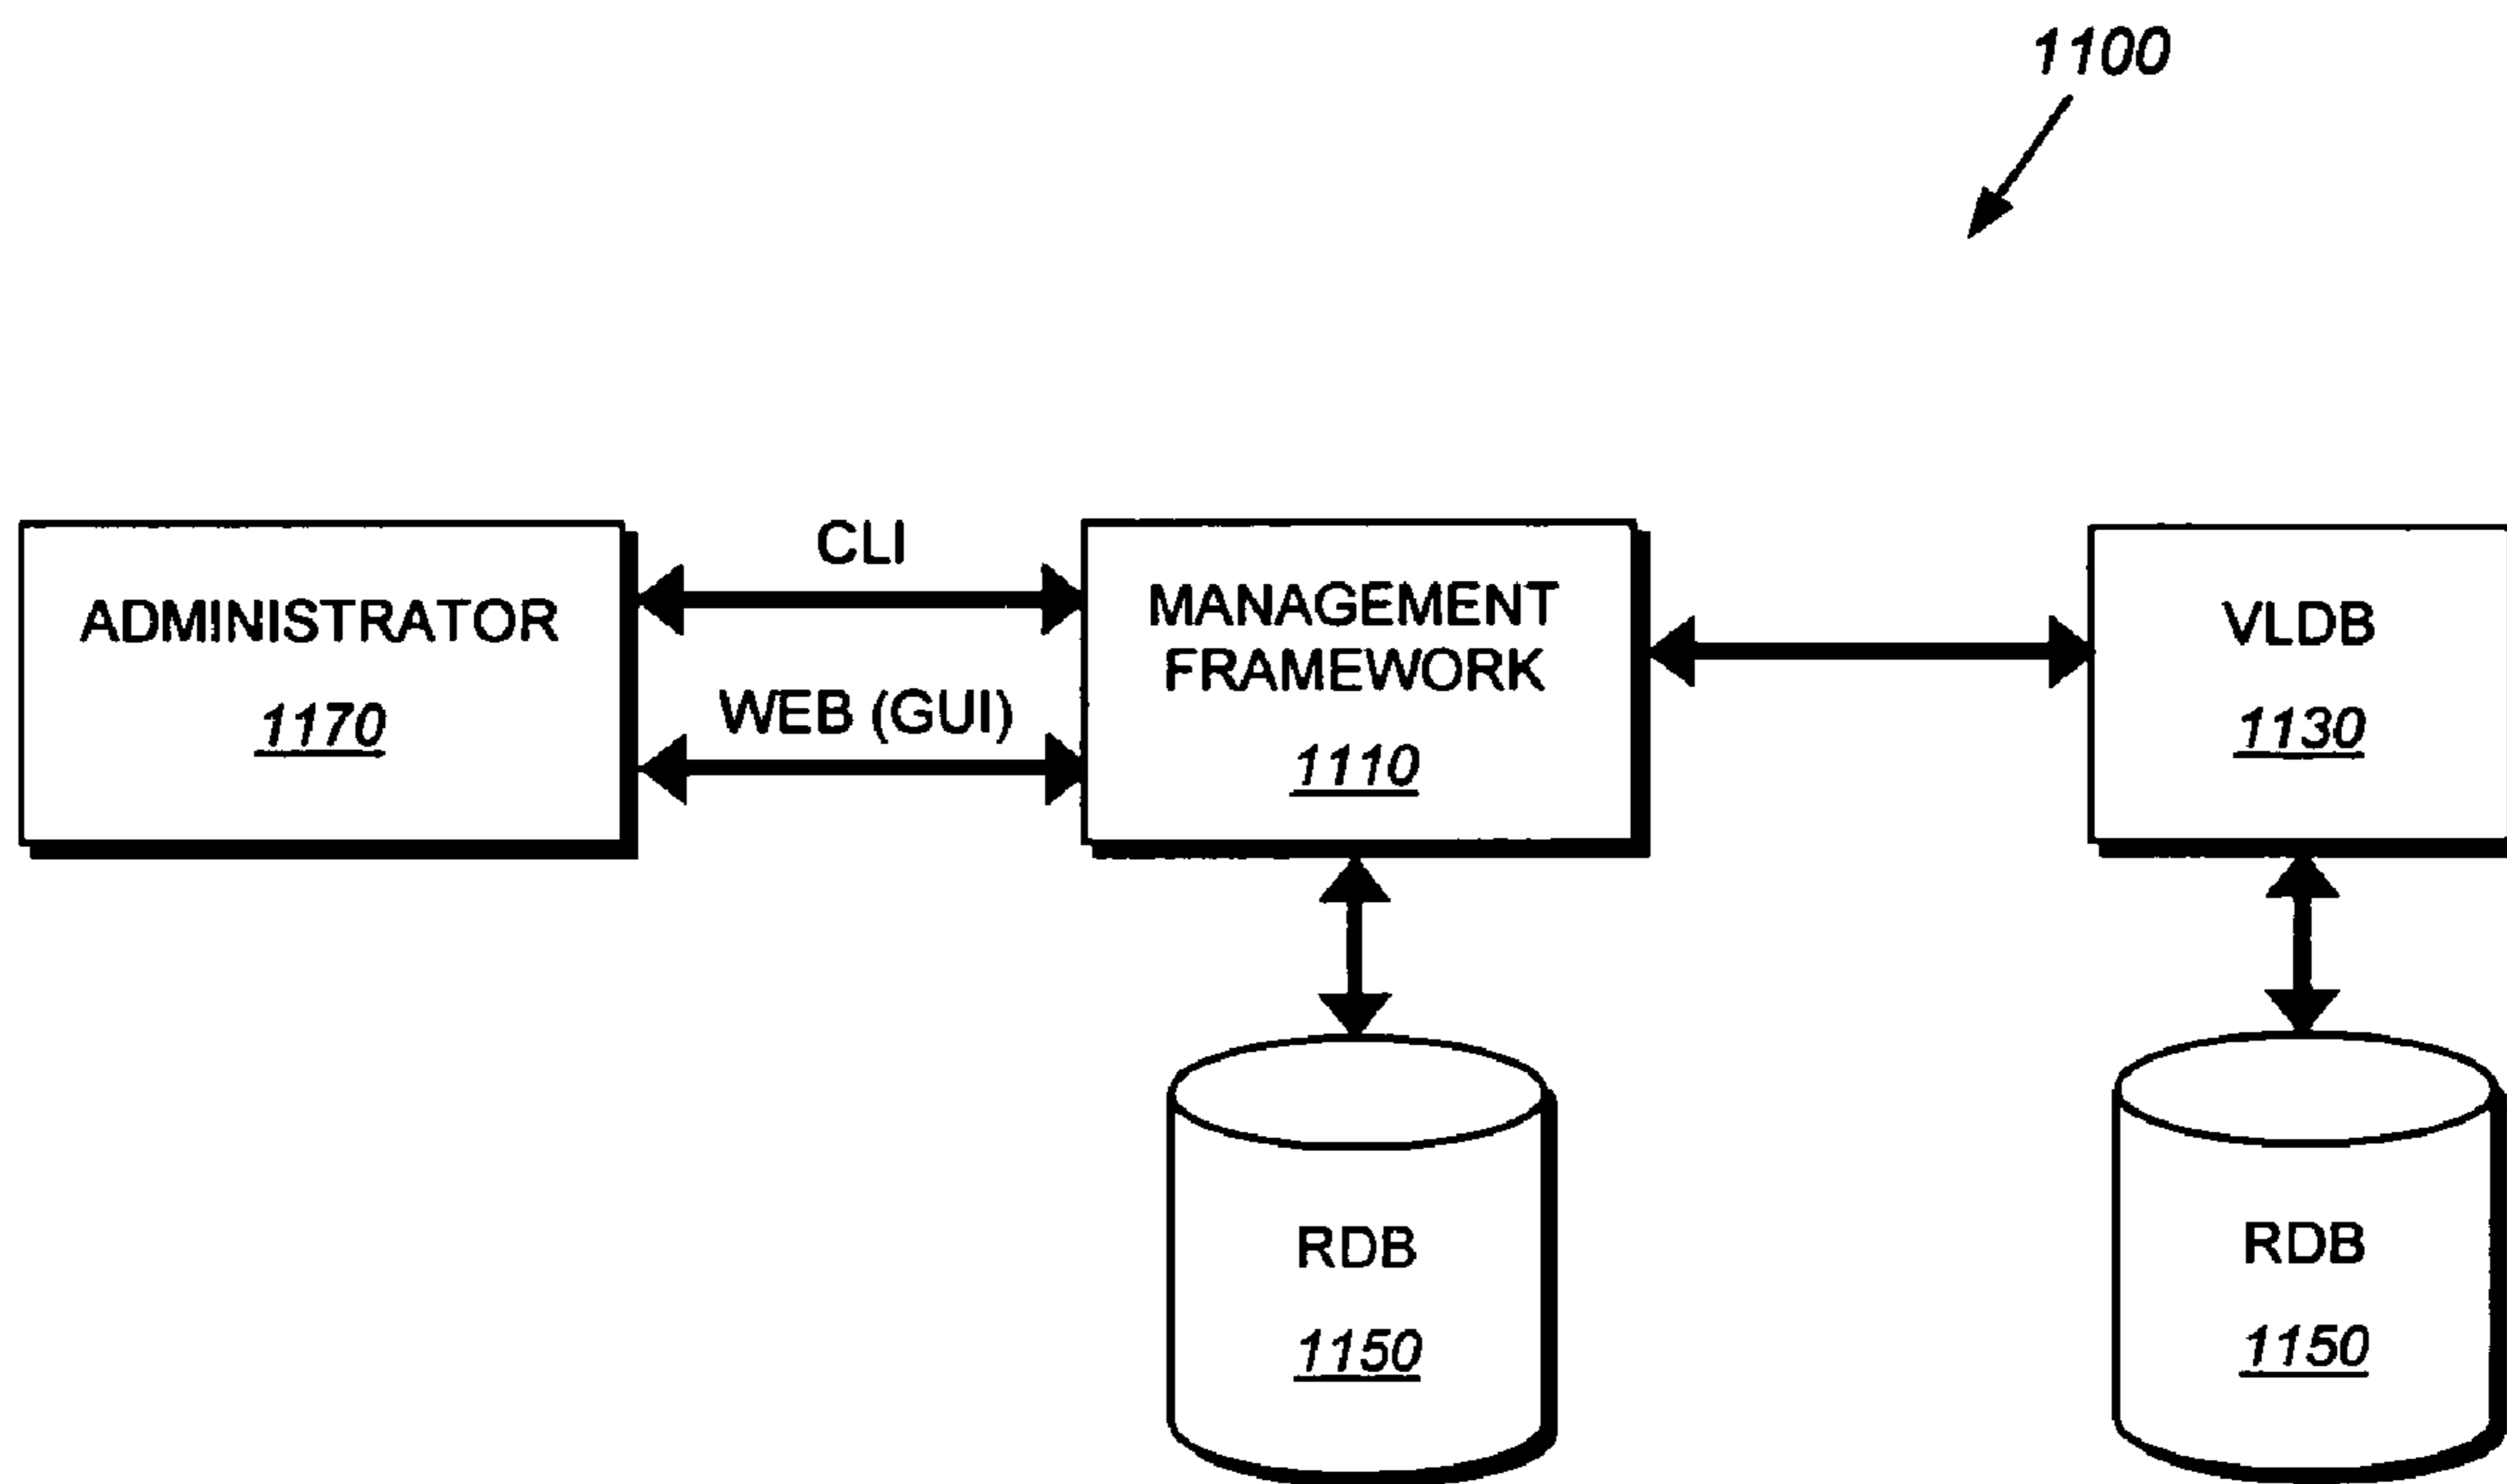 1100
CLI
ADMINISTRATOR
1170
WEB (GUI)
MANAGEMENT
FRAMEWORK
1110
VLDB
1130
RDB
1150
RDB
1150